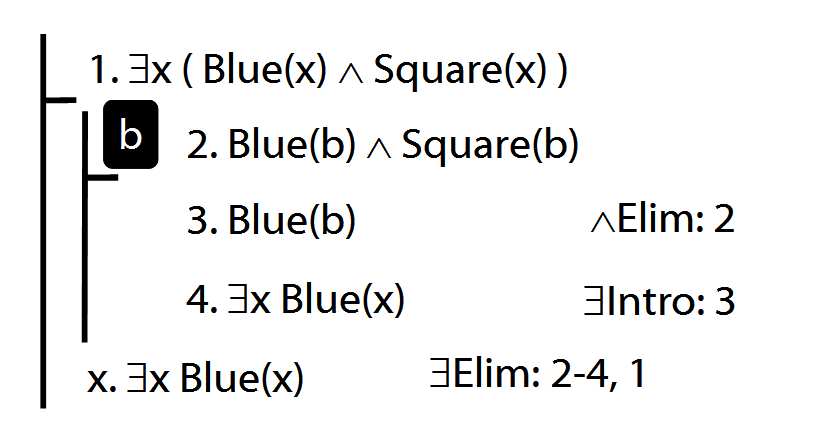 1. ∃x ( Blue(x) ∧ Square(x) )
b 2. Blue(b) ∧ Square(b)
3. Blue(b) ∧Elim: 2
4. ∃x Blue(x) ∃Intro: 3
x. ∃x Blue(x) ∃Elim: 2-4, 1